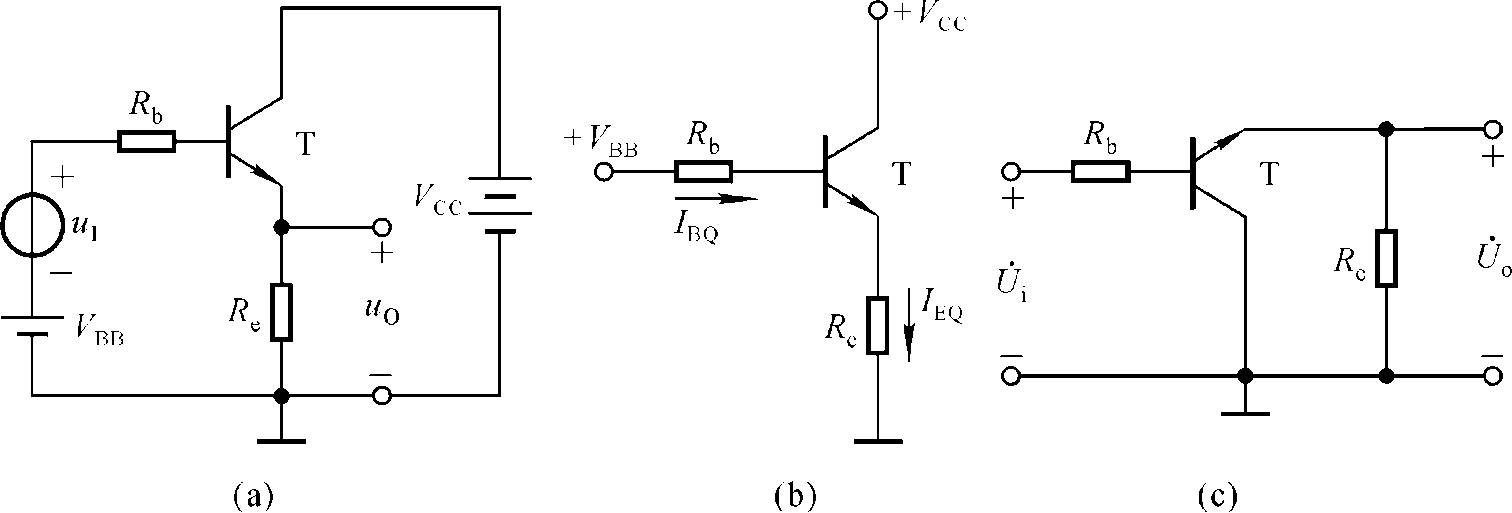 R_b
T
+
u_I
−
V_BB
R_e
+
u_O
−
V_CC
(a)
+V_CC
+V_BB
R_b
T
I_BQ
R_e
I_EQ
(b)
R_b
T
+
U̇_i
−
R_e
+
U̇_o
−
(c)